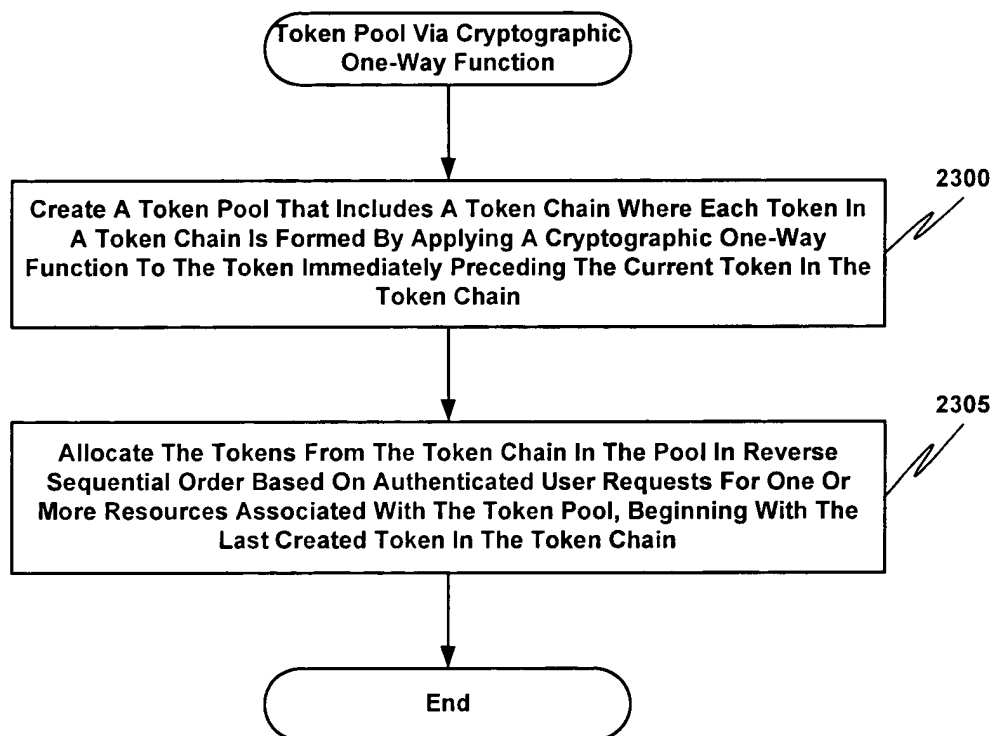 Token Pool Via Cryptographic
One-Way Function
2300
Create A Token Pool That Includes A Token Chain Where Each Token In
A Token Chain Is Formed By Applying A Cryptographic One-Way
Function To The Token Immediately Preceding The Current Token In The
Token Chain
2305
Allocate The Tokens From The Token Chain In The Pool In Reverse
Sequential Order Based On Authenticated User Requests For One Or
More Resources Associated With The Token Pool, Beginning With The
Last Created Token In The Token Chain
End